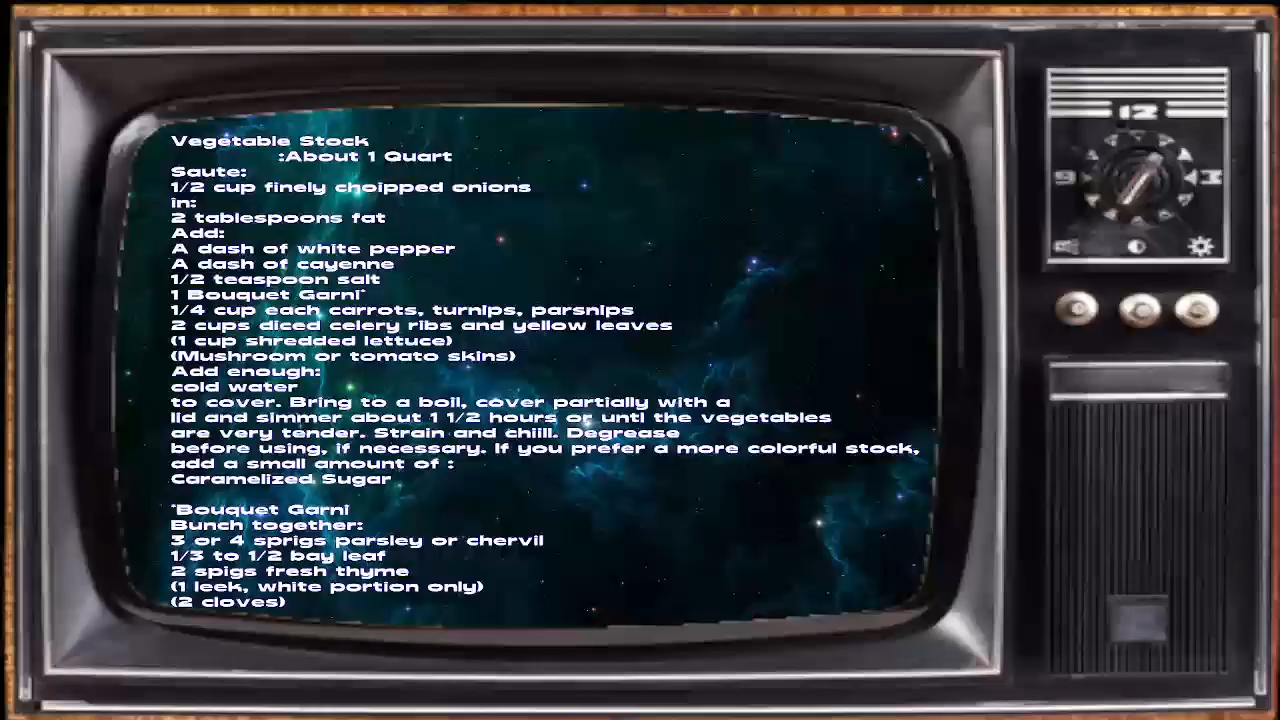 Vegetable Stock
:About 1 Quart
Saute:
1/2 cup finely choipped onions
in:
2 tablespoons fat
Add:
A dash of white pepper
A dash of cayenne
1/2 teaspoon salt
1 Bouquet Garni*
1/4 cup each carrots, turnips, parsnips
2 cups diced celery ribs and yellow leaves
(1 cup shredded lettuce)
(Mushroom or tomato skins)
Add enough:
cold water
to cover. Bring to a boil, cover partially with a
lid and simmer about 1 1/2 hours or untl the vegetables
are very tender. Strain and chiill. Degrease
before using, if necessary. If you prefer a more colorful stock,
add a small amount of :
Caramelized Sugar
*Bouquet Garni
Bunch together:
3 or 4 sprigs parsley or chervil
1/3 to 1/2 bay leaf
2 spigs fresh thyme
(1 leek, white portion only)
(2 cloves)
12
9
3